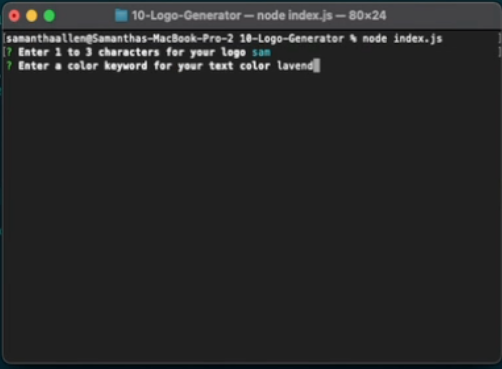 10-Logo-Generator — node index.js — 80×24
[samanthaallen@Samanthas-MacBook-Pro-2 10-Logo-Generator % node index.js ]
[? Enter 1 to 3 characters for your logo sam ]
? Enter a color keyword for your text color lavend